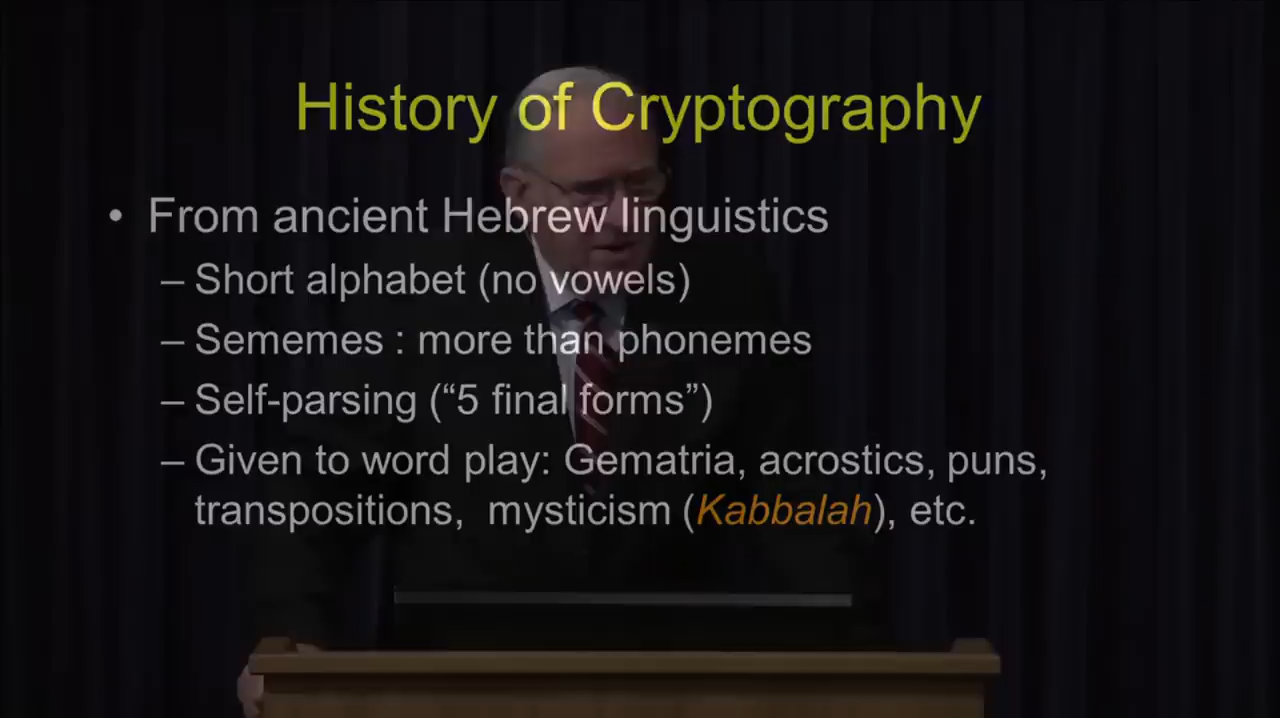 History of Cryptography
• From ancient Hebrew linguistics
– Short alphabet (no vowels)
– Sememes : more than phonemes
– Self-parsing (“5 final forms”)
– Given to word play: Gematria, acrostics, puns,
transpositions, mysticism (Kabbalah), etc.